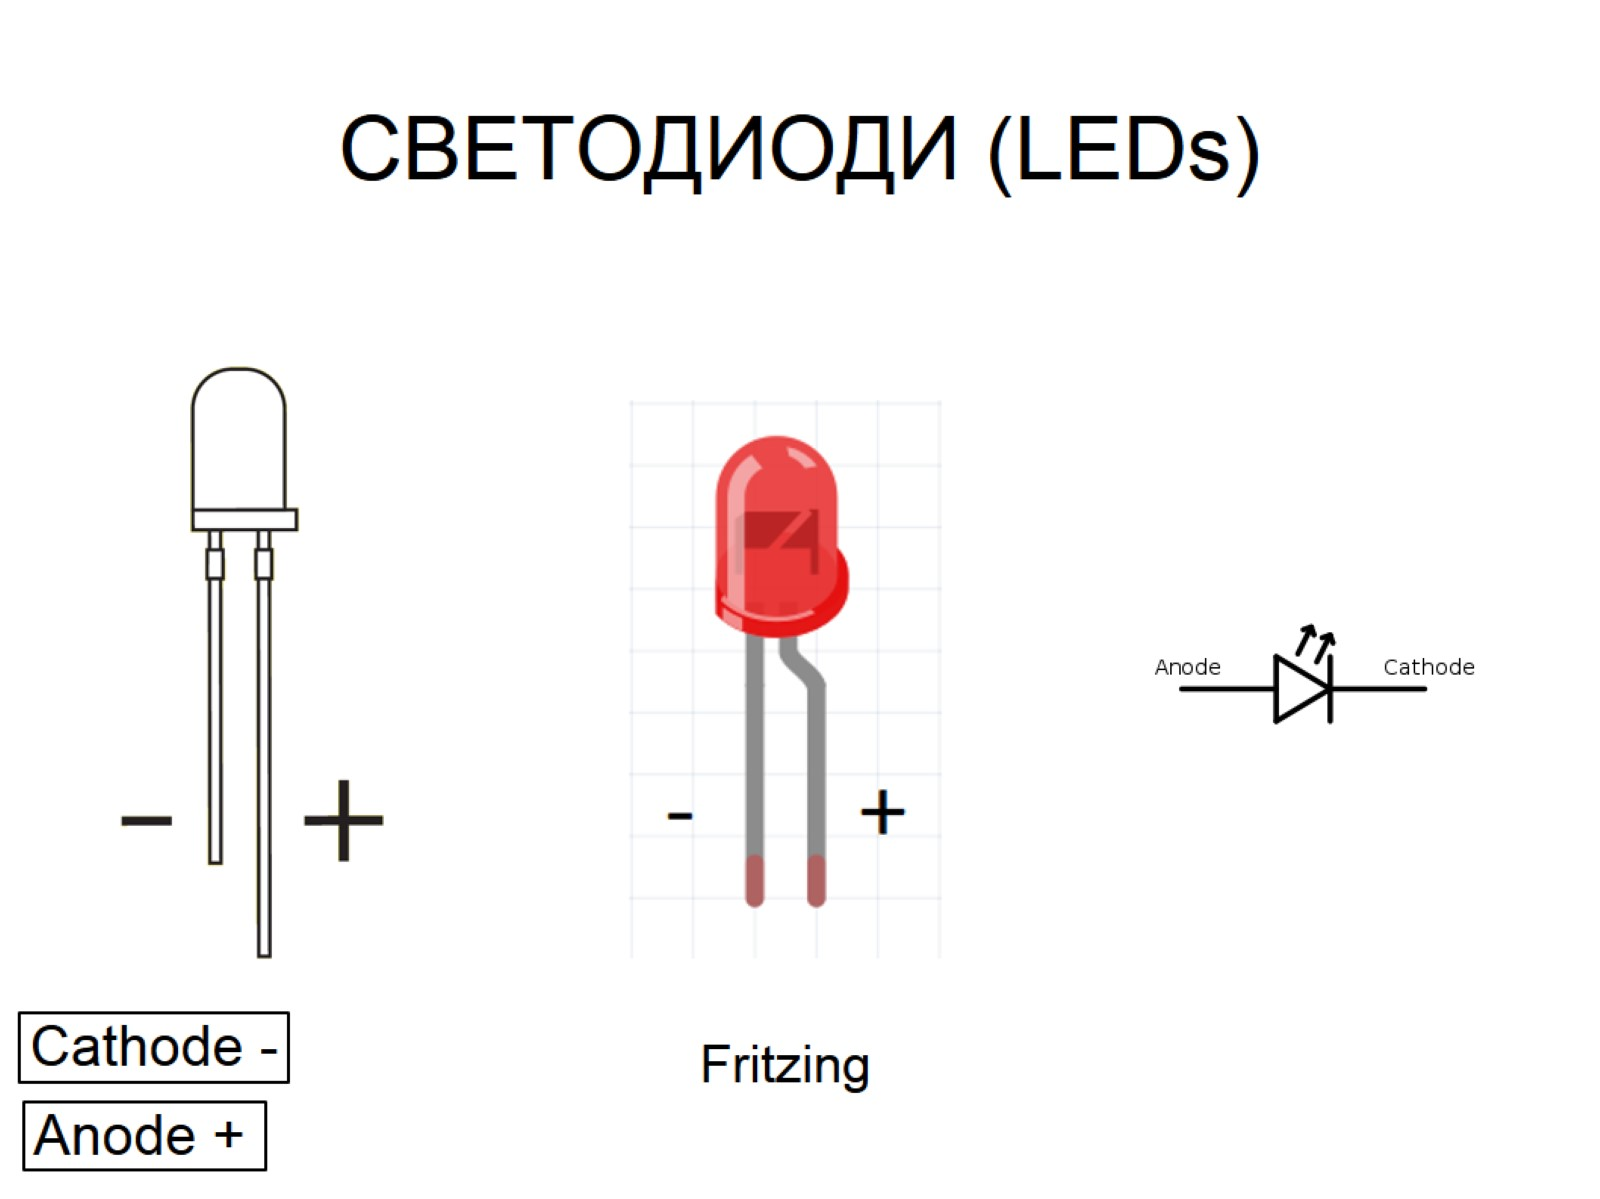 СВЕТОДИОДИ (LEDs)
Anode
Cathode
-
+
-
+
Cathode -
Anode +
Fritzing